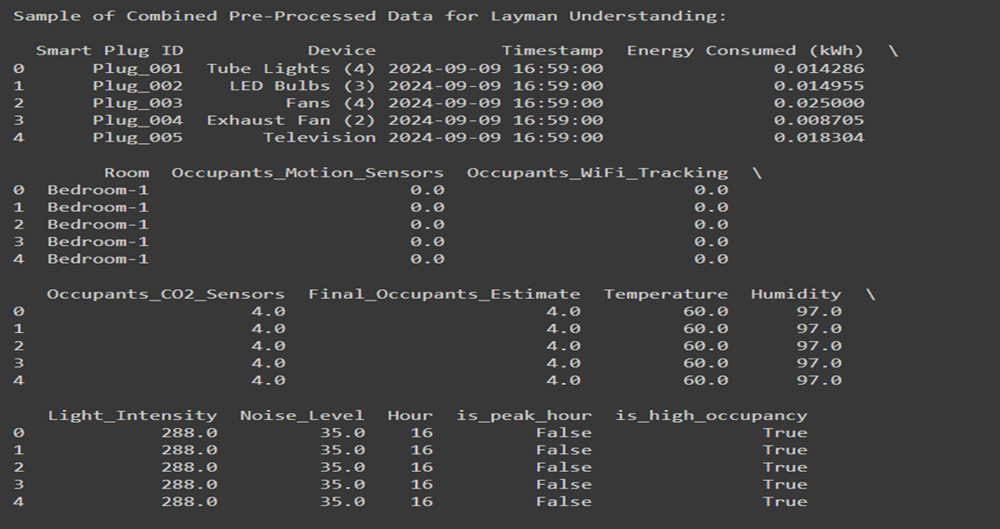 Sample of Combined Pre-Processed Data for Layman Understanding:
Smart Plug ID Device Timestamp Energy Consumed (kWh) \
0 Plug_001 Tube Lights (4) 2024-09-09 16:59:00 0.014286
1 Plug_002 LED Bulbs (3) 2024-09-09 16:59:00 0.014955
2 Plug_003 Fans (4) 2024-09-09 16:59:00 0.025000
3 Plug_004 Exhaust Fan (2) 2024-09-09 16:59:00 0.008705
4 Plug_005 Television 2024-09-09 16:59:00 0.018304
Room Occupants_Motion_Sensors Occupants_WiFi_Tracking \
0 Bedroom-1 0.0 0.0
1 Bedroom-1 0.0 0.0
2 Bedroom-1 0.0 0.0
3 Bedroom-1 0.0 0.0
4 Bedroom-1 0.0 0.0
Occupants_CO2_Sensors Final_Occupants_Estimate Temperature Humidity \
0 4.0 4.0 60.0 97.0
1 4.0 4.0 60.0 97.0
2 4.0 4.0 60.0 97.0
3 4.0 4.0 60.0 97.0
4 4.0 4.0 60.0 97.0
Light_Intensity Noise_Level Hour is_peak_hour is_high_occupancy
0 288.0 35.0 16 False True
1 288.0 35.0 16 False True
2 288.0 35.0 16 False True
3 288.0 35.0 16 False True
4 288.0 35.0 16 False True